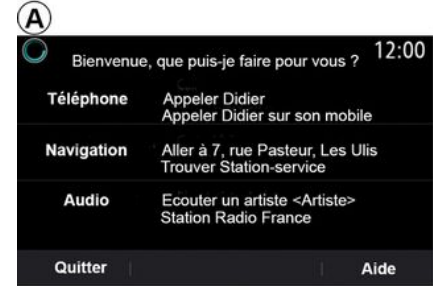 A
Bienvenue, que puis-je faire pour vous ? 12:00
Téléphone Appeler Didier
Appeler Didier sur son mobile
Navigation Aller à 7, rue Pasteur, Les Ulis
Trouver Station-service
Audio Ecouter un artiste <Artiste>
Station Radio France
Quitter Aide